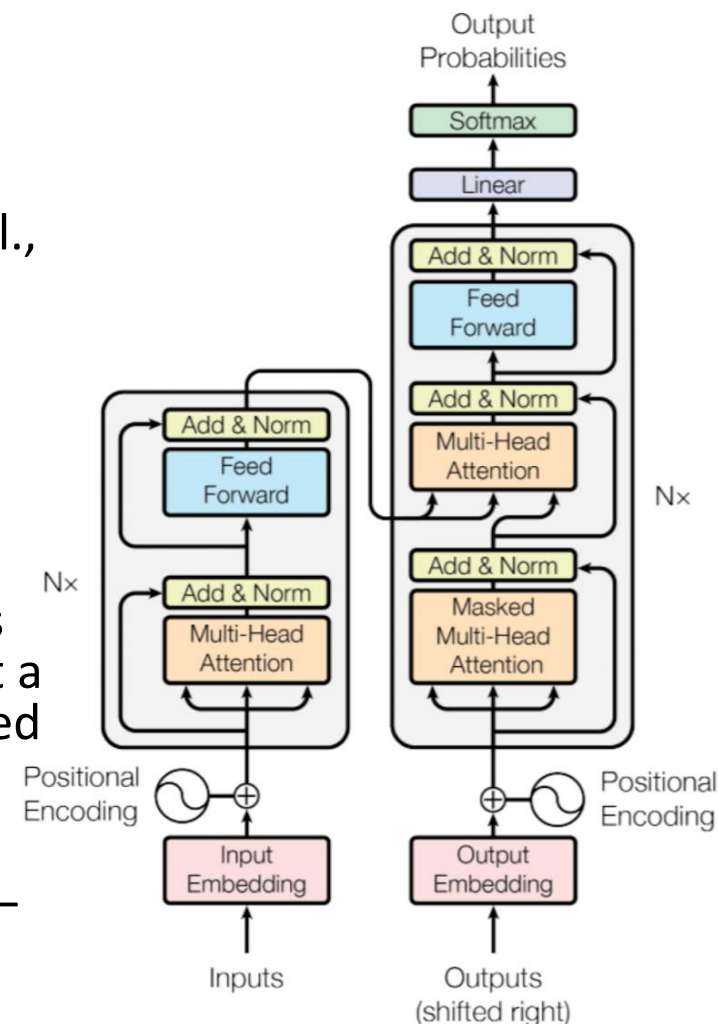 Output
Probabilities
Softmax
Linear
l.,
Add & Norm
Feed
Forward
Add & Norm
Multi-Head
Attention
Nx
Add & Norm
Masked
Multi-Head
Attention
Add & Norm
Feed
Forward
Nx
Add & Norm
Multi-Head
Attention
s
t a
ed
Positional
Encoding
Positional
Encoding
Input
Embedding
Output
Embedding
–
Inputs
Outputs
(shifted right)